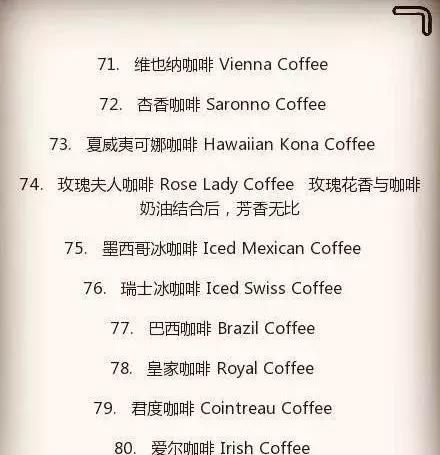 71. 维也纳咖啡 Vienna Coffee
72. 杏香咖啡 Saronno Coffee
73. 夏威夷可娜咖啡 Hawaiian Kona Coffee
74. 玫瑰夫人咖啡 Rose Lady Coffee 玫瑰花香与咖啡
奶油结合后，芳香无比
75. 墨西哥冰咖啡 Iced Mexican Coffee
76. 瑞士冰咖啡 Iced Swiss Coffee
77. 巴西咖啡 Brazil Coffee
78. 皇家咖啡 Royal Coffee
79. 君度咖啡 Cointreau Coffee
80. 爱尔咖啡 Irish Coffee